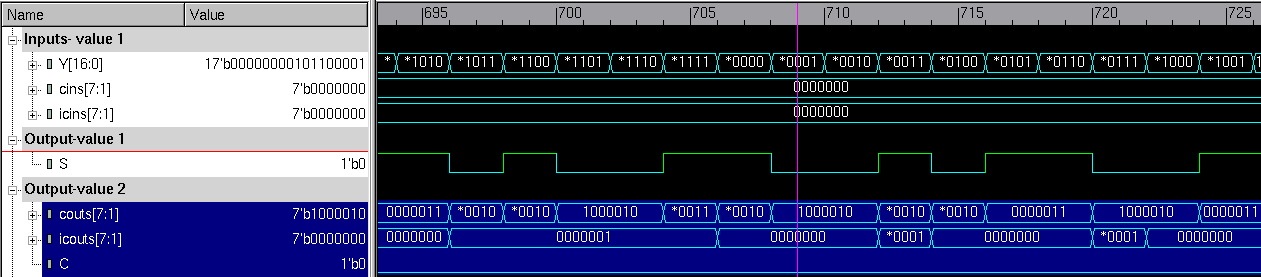 Name Value 695 700 705 710 715 720 725
Inputs- value 1
Y[16:0] 17'b00000000101100001 * *1010 *1011 *1100 *1101 *1110 *1111 *0000 *0001 *0010 *0011 *0100 *0101 *0110 *0111 *1000 *1001 1
cins[7:1] 7'b0000000 0000000
icins[7:1] 7'b0000000 0000000
Output-value 1
S 1'b0
Output-value 2
couts[7:1] 7'b1000010 0000011 *0010 *0010 1000010 *0011 *0010 1000010 *0010 *0010 0000011 1000010 0000011
icouts[7:1] 7'b0000000 0000000 0000001 0000000 *0001 0000000 *0001 0000000
C 1'b0